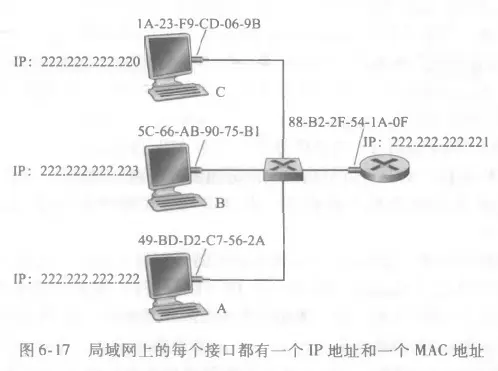 1A-23-F9-CD-06-9B
IP: 222.222.222.220
C
5C-66-AB-90-75-B1
88-B2-2F-54-1A-0F
IP: 222.222.222.221
IP: 222.222.222.223
B
49-BD-D2-C7-56-2A
IP: 222.222.222.222
A
图6-17 局域网上的每个接口都有一个 IP 地址和一个 MAC 地址